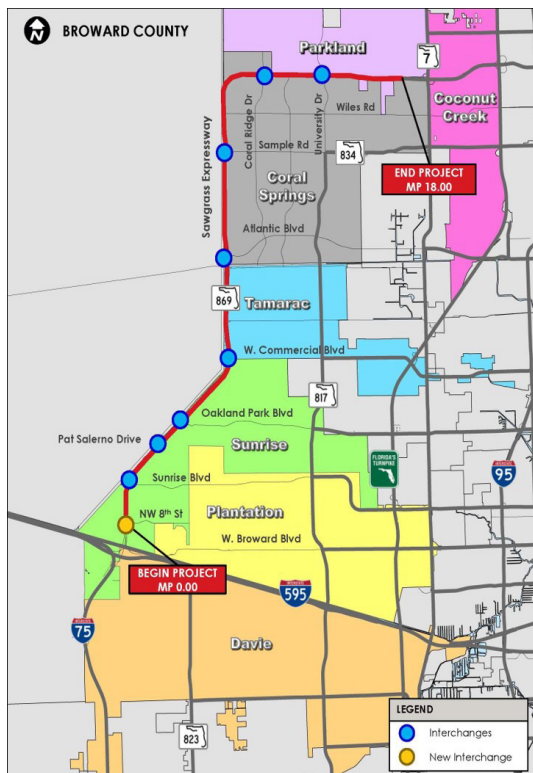 N
BROWARD COUNTY
Parkland
7
Coconut
Creek
Coral Ridge Dr
University Dr
Wiles Rd
Sawgrass Expressway
Sample Rd
834
END PROJECT
MP 18.00
Coral
Springs
Atlantic Blvd
869
Tamarac
W. Commercial Blvd
817
Oakland Park Blvd
Pat Salerno Drive
Sunrise
FLORIDA'S
TURNPIKE
95
Sunrise Blvd
NW 8th St
Plantation
W. Broward Blvd
BEGIN PROJECT
MP 0.00
595
75
Davie
823
LEGEND
Interchanges
New Interchange